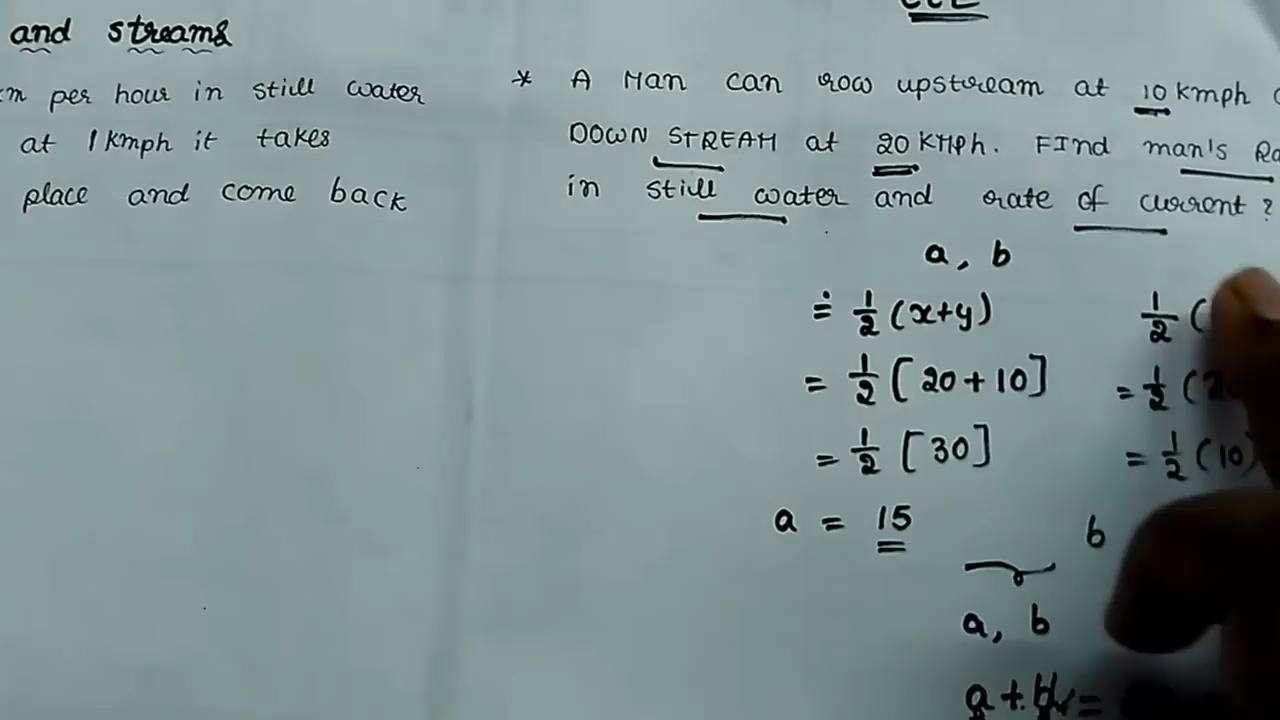 and streams
per hour in still water
at 1 kmph it takes
place and come back
* A Man can row upstream at 10 kmph
DOWN STREAM at 20 KMPh. FInd man's
in still water and rate of current ?
a, b
= 1/2 (x+y)
1/2 (
= 1/2 [ 20 + 10 ]
= 1/2 (
= 1/2 [ 30 ]
= 1/2 (10)
a = 15
b
a, b